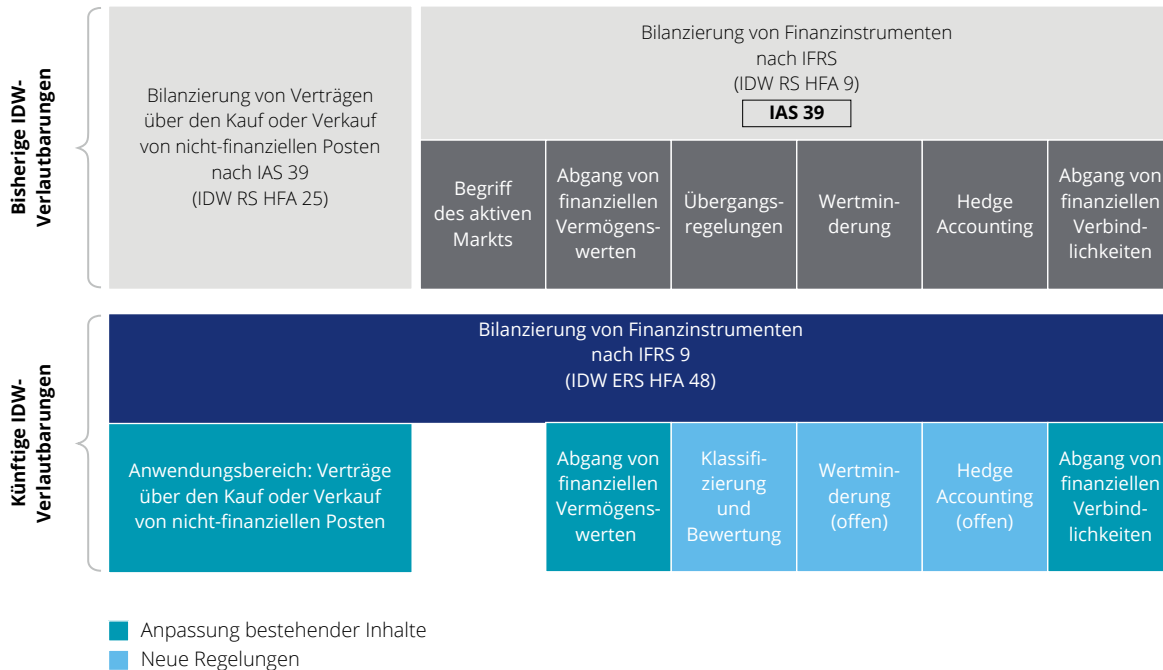 Bisherige IDW-
Verlautbarungen
Bilanzierung von Verträgen
über den Kauf oder Verkauf
von nicht-finanziellen Posten
nach IAS 39
(IDW RS HFA 25)
Bilanzierung von Finanzinstrumenten
nach IFRS
(IDW RS HFA 9)
IAS 39
Begriff
des aktiven
Markts
Abgang von
finanziellen
Vermögens-
werten
Übergangs-
regelungen
Wertmin-
derung
Hedge
Accounting
Abgang von
finanziellen
Verbind-
lichkeiten
Künftige IDW-
Verlautbarungen
Bilanzierung von Finanzinstrumenten
nach IFRS 9
(IDW ERS HFA 48)
Anwendungsbereich: Verträge
über den Kauf oder Verkauf
von nicht-finanziellen Posten
Abgang von
finanziellen
Vermögens-
werten
Klassifi-
zierung
und
Bewertung
Wertmin-
derung
(offen)
Hedge
Accounting
(offen)
Abgang von
finanziellen
Verbind-
lichkeiten
Anpassung bestehender Inhalte
Neue Regelungen